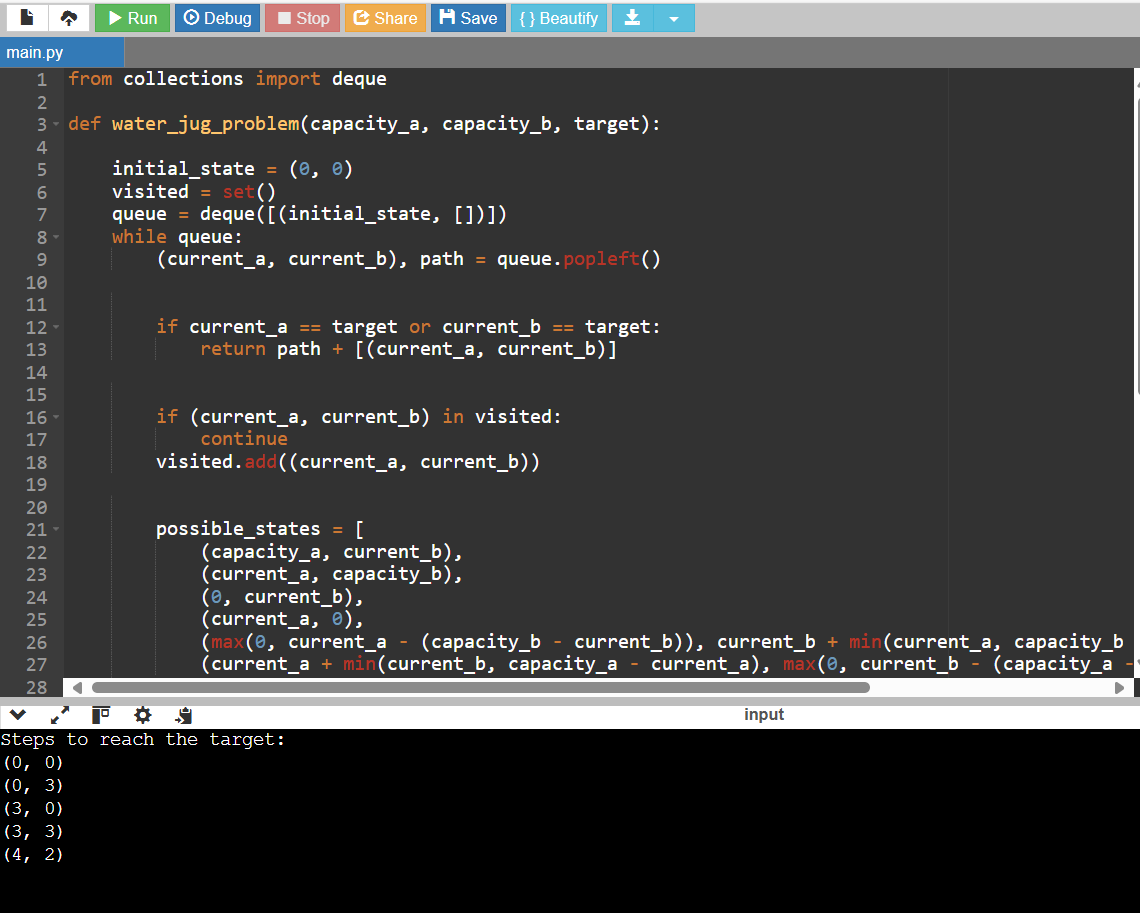 Run Debug Stop Share Save { } Beautify
main.py
1 from collections import deque
2
3 def water_jug_problem(capacity_a, capacity_b, target):
4
5     initial_state = (0, 0)
6     visited = set()
7     queue = deque([(initial_state, [])])
8     while queue:
9         (current_a, current_b), path = queue.popleft()
10
11
12         if current_a == target or current_b == target:
13             return path + [(current_a, current_b)]
14
15
16         if (current_a, current_b) in visited:
17             continue
18         visited.add((current_a, current_b))
19
20
21         possible_states = [
22             (capacity_a, current_b),
23             (current_a, capacity_b),
24             (0, current_b),
25             (current_a, 0),
26             (max(0, current_a - (capacity_b - current_b)), current_b + min(current_a, capacity_b
27             (current_a + min(current_b, capacity_a - current_a), max(0, current_b - (capacity_a -
28
input
Steps to reach the target:
(0, 0)
(0, 3)
(3, 0)
(3, 3)
(4, 2)